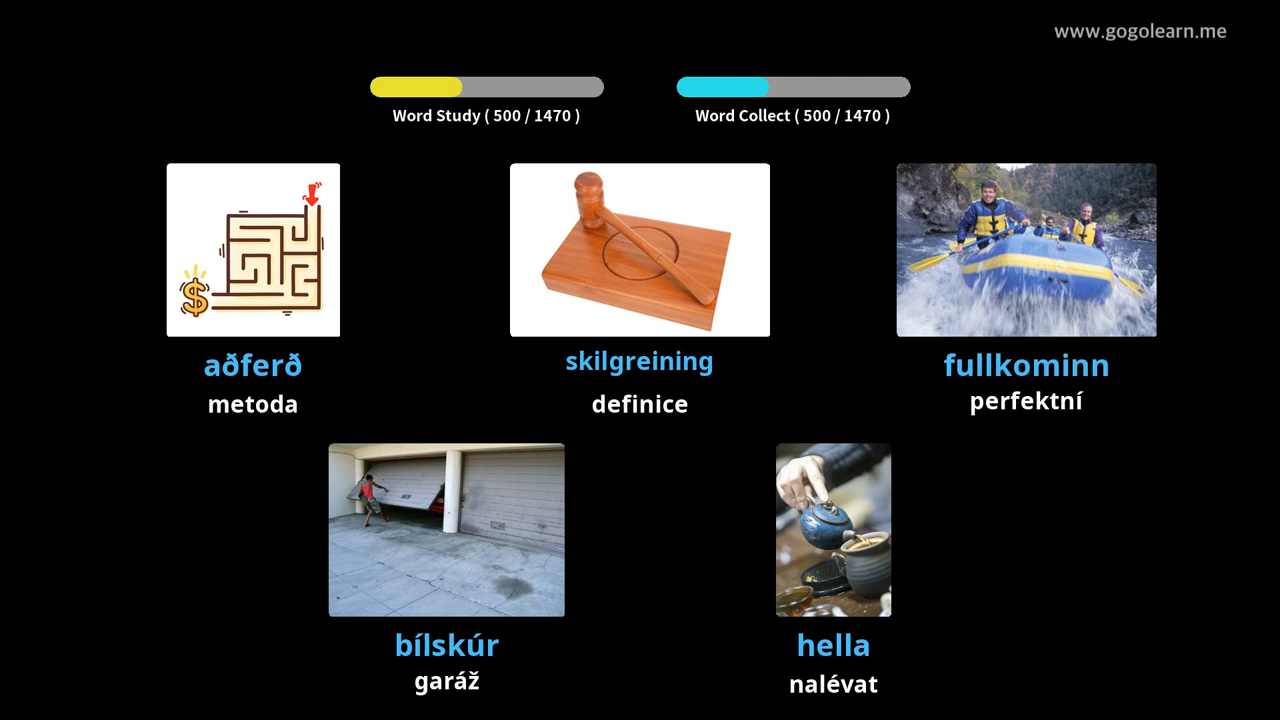 www.gogolearn.me
Word Study ( 500 / 1470 )
Word Collect ( 500 / 1470 )
aðferð
metoda
skilgreining
definice
fullkominn
perfektní
bílskúr
garáž
hella
nalévat